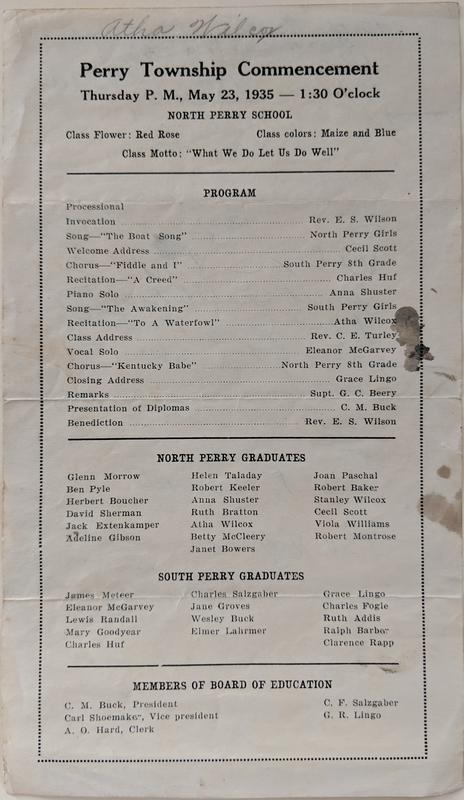 Atha Wilcox
Perry Township Commencement
Thursday P. M., May 23, 1935 — 1:30 O'clock
NORTH PERRY SCHOOL
Class Flower: Red Rose Class colors: Maize and Blue
Class Motto: "What We Do Let Us Do Well"
PROGRAM
Processional
Invocation Rev. E. S. Wilson
Song—"The Boat Song" North Perry Girls
Welcome Address Cecil Scott
Chorus—"Fiddle and I" South Perry 8th Grade
Recitation—"A Creed" Charles Huf
Piano Solo Anna Shuster
Song—"The Awakening" South Perry Girls
Recitation—"To A Waterfowl" Atha Wilcox
Class Address Rev. C. E. Turley
Vocal Solo Eleanor McGarvey
Chorus—"Kentucky Babe" North Perry 8th Grade
Closing Address Grace Lingo
Remarks Supt. G. C. Beery
Presentation of Diplomas C. M. Buck
Benediction Rev. E. S. Wilson
NORTH PERRY GRADUATES
Glenn Morrow Helen Taladay Joan Paschal
Ben Pyle Robert Keeler Robert Baker
Herbert Boucher Anna Shuster Stanley Wilcox
David Sherman Ruth Bratton Cecil Scott
Jack Extenkamper Atha Wilcox Viola Williams
Adeline Gibson Betty McCleery Robert Montrose
Janet Bowers
SOUTH PERRY GRADUATES
James Meteer Charles Salzgaber Grace Lingo
Eleanor McGarvey Jane Groves Charles Fogle
Lewis Randall Wesley Buck Ruth Addis
Mary Goodyear Elmer Lahrmer Ralph Barber
Charles Huf Clarence Rapp
MEMBERS OF BOARD OF EDUCATION
C. M. Buck, President C. F. Salzgaber
Carl Shoemaker, Vice president G. R. Lingo
A. O. Hard, Clerk